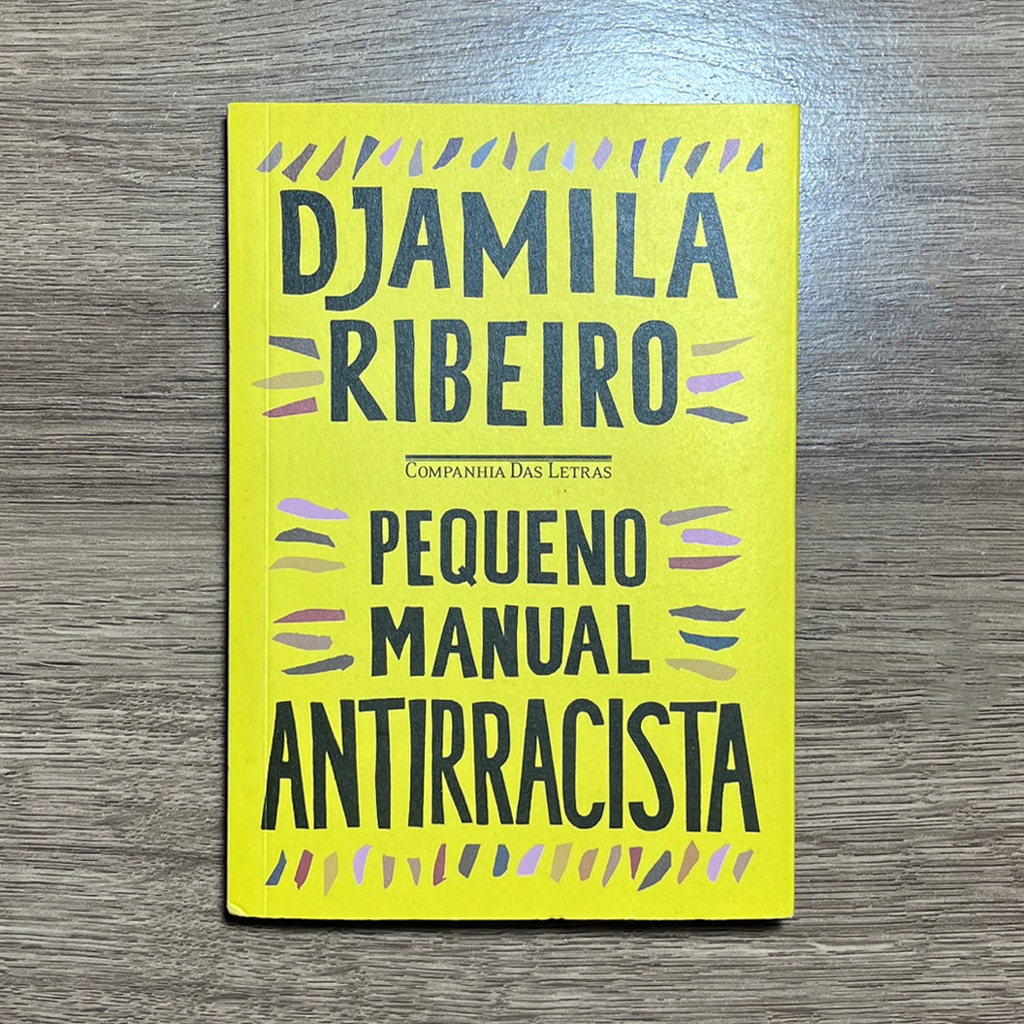 DJAMILA
RIBEIRO
COMPANHIA DAS LETRAS
PEQUENO
MANUAL
ANTIRRACISTA